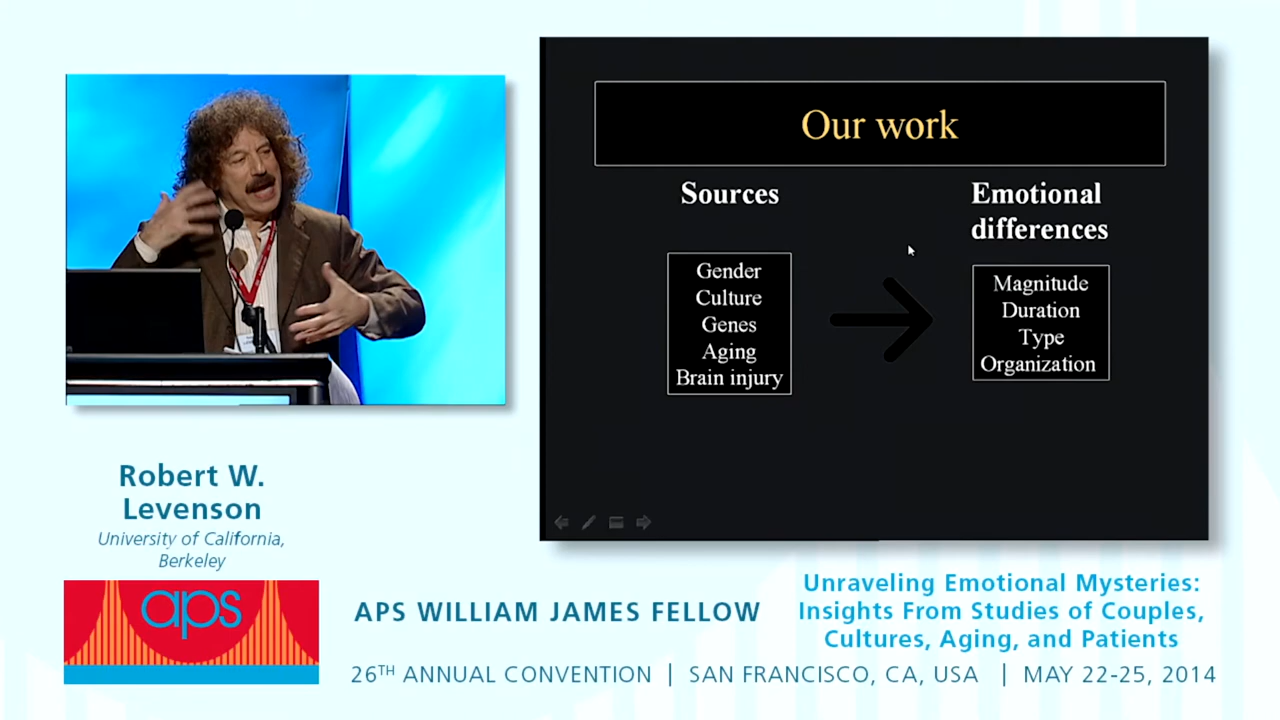 Our work
Sources
Emotional
differences
Gender
Culture
Genes
Aging
Brain injury
Magnitude
Duration
Type
Organization
Robert W.
Levenson
University of California,
Berkeley
aps
APS WILLIAM JAMES FELLOW
Unraveling Emotional Mysteries:
Insights From Studies of Couples,
Cultures, Aging, and Patients
26TH ANNUAL CONVENTION | SAN FRANCISCO, CA, USA | MAY 22-25, 2014